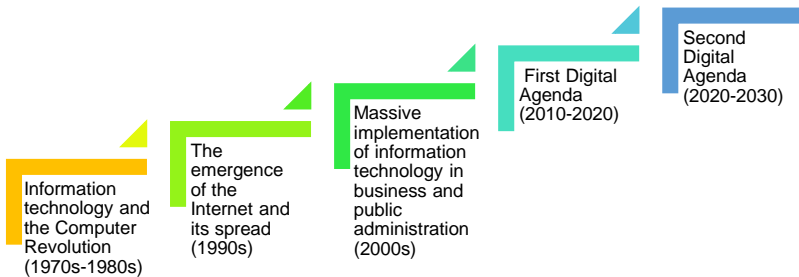 Information
technology and
the Computer
Revolution
(1970s-1980s)
The
emergence
of the
Internet and
its spread
(1990s)
Massive
implementation
of information
technology in
business and
public
administration
(2000s)
First Digital
Agenda
(2010-2020)
Second
Digital
Agenda
(2020-2030)